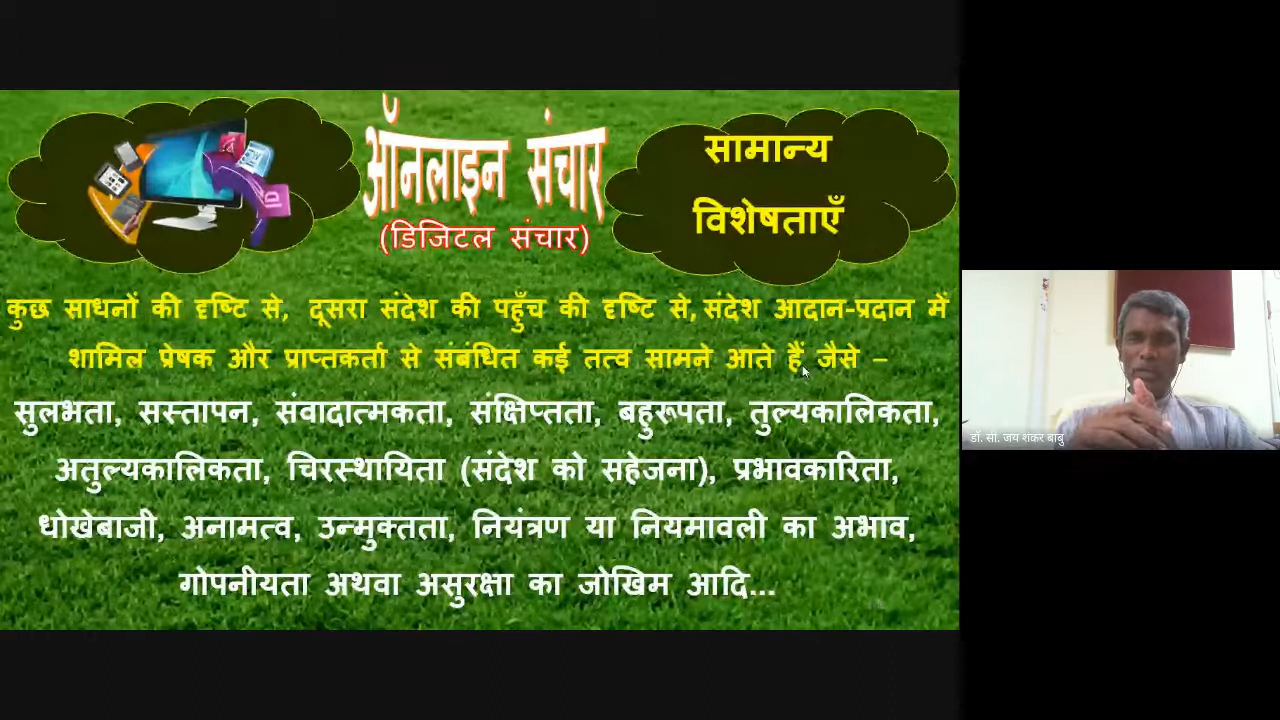 ऑनलाइन संचार
(डिजिटल संचार)
सामान्य
विशेषताएँ
कुछ साधनों की दृष्टि से, दूसरा संदेश की पहुँच की दृष्टि से, संदेश आदान-प्रदान में
शामिल प्रेषक और प्राप्तकर्ता से संबंधित कई तत्व सामने आते हैं जैसे –
सुलभता, सस्तापन, संवादात्मकता, संक्षिप्तता, बहुरूपता, तुल्यकालिकता,
अतुल्यकालिकता, चिरस्थायिता (संदेश को सहेजना), प्रभावकारिता,
धोखेबाजी, अनामत्व, उन्मुक्तता, नियंत्रण या नियमावली का अभाव,
गोपनीयता अथवा असुरक्षा का जोखिम आदि...
डॉ. सी. जय शंकर बाबु